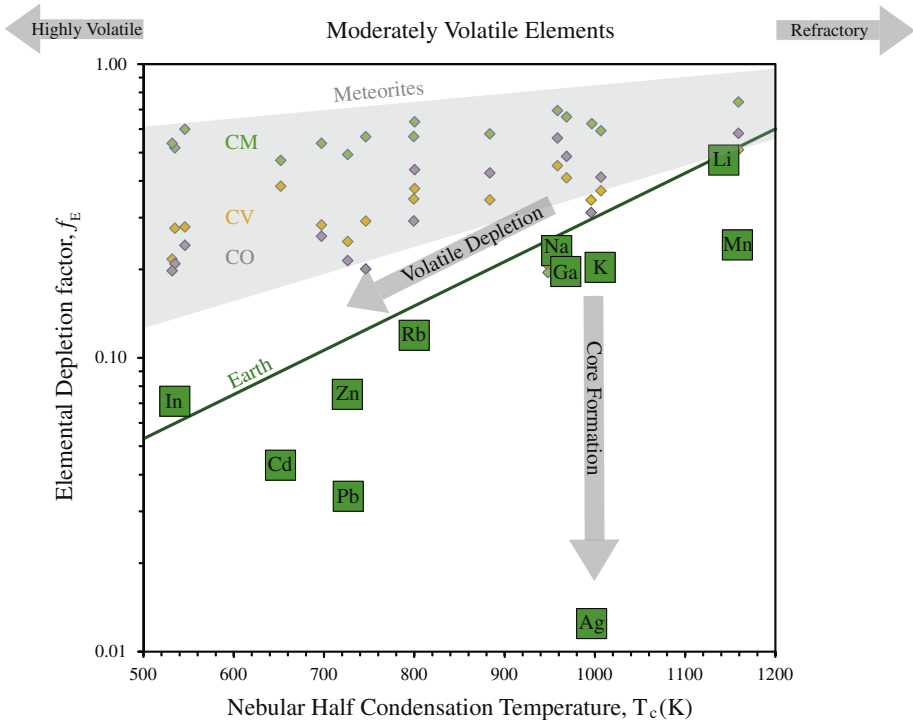 Highly Volatile
Moderately Volatile Elements
Refractory
1.00
Meteorites
CM
Li
CV
Mn
Na
CO
Volatile Depletion
K
Ga
Elemental Depletion factor, fE
Rb
0.10
Earth
Core Formation
Zn
In
Cd
Pb
Ag
0.01
500 600 700 800 900 1000 1100 1200
Nebular Half Condensation Temperature, Tc(K)